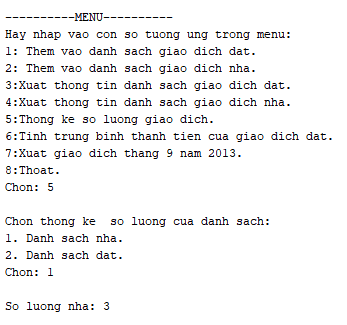 ----------MENU----------
Hay nhap vao con so tuong ung trong menu:
1: Them vao danh sach giao dich dat.
2: Them vao danh sach giao dich nha.
3:Xuat thong tin danh sach giao dich dat.
4:Xuat thong tin danh sach giao dich nha.
5:Thong ke so luong giao dich.
6:Tinh trung binh thanh tien cua giao dich dat.
7:Xuat giao dich thang 9 nam 2013.
8:Thoat.
Chon: 5
Chon thong ke  so luong cua danh sach:
1. Danh sach nha.
2. Danh sach dat.
Chon: 1
So luong nha: 3